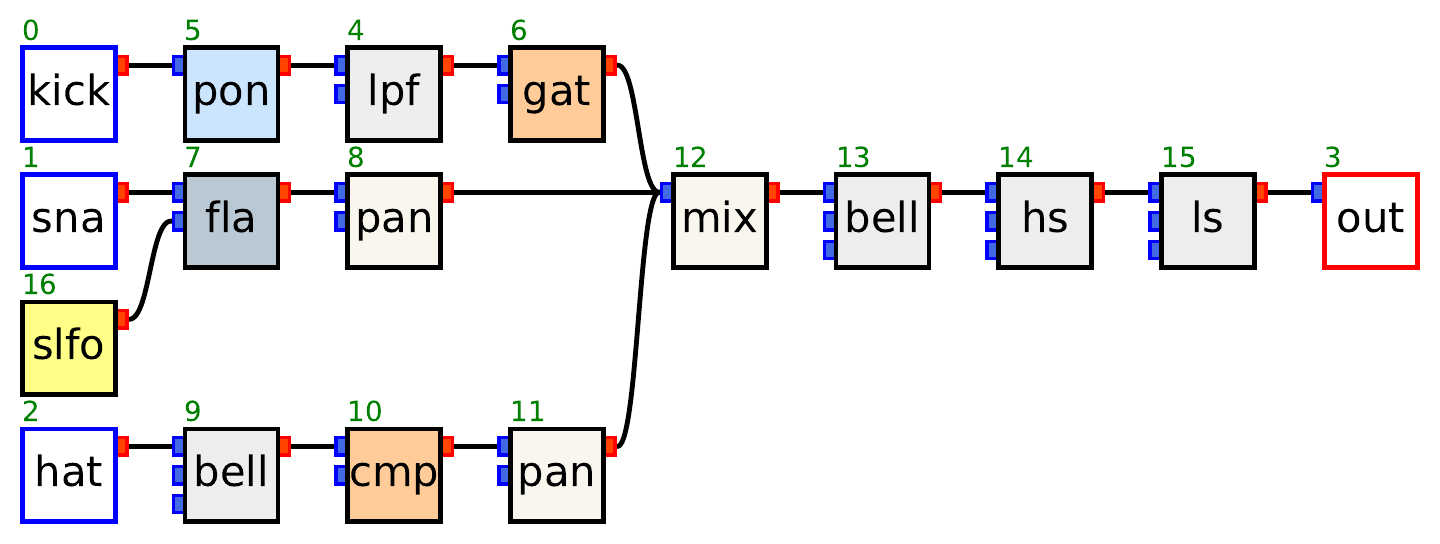 0 5 4 6
kick pon lpf gat
1 7 8 12 13 14 15 3
sna fla pan mix bell hs ls out
16
slfo
2 9 10 11
hat bell cmp pan